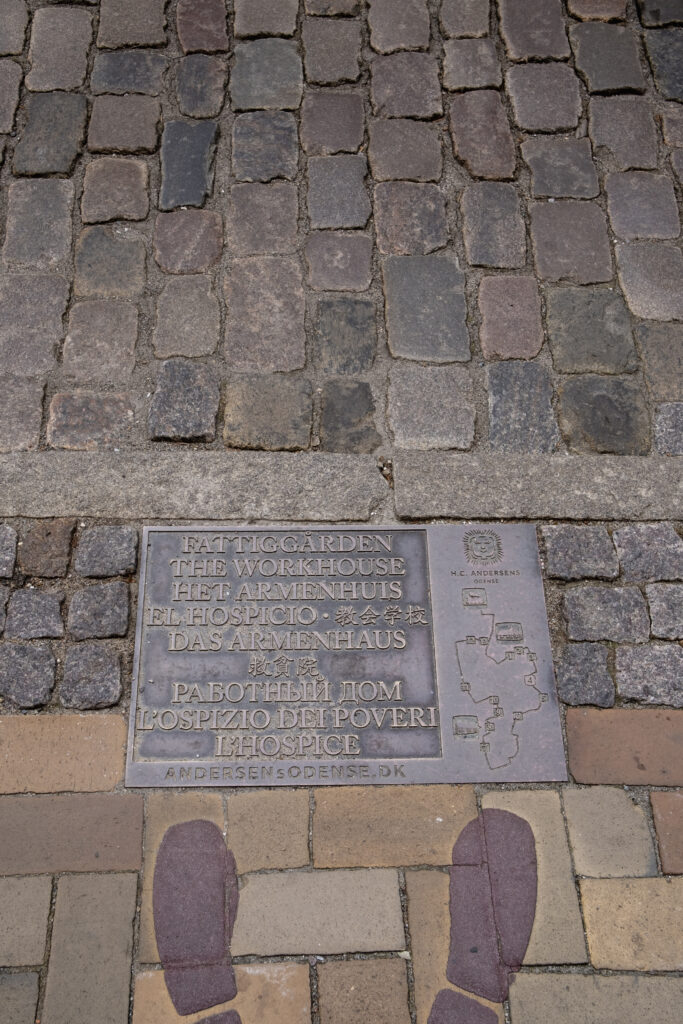 FATTIGGÅRDEN
THE WORKHOUSE
HET ARMENHUIS
EL HOSPICIO · 教会学校
DAS ARMENHAUS
救貧院
РАБОТНЫЙ ДОМ
L'OSPIZIO DEI POVERI
L'HOSPICE
ANDERSENsODENSE.DK
H.C. ANDERSENS
ODENSE